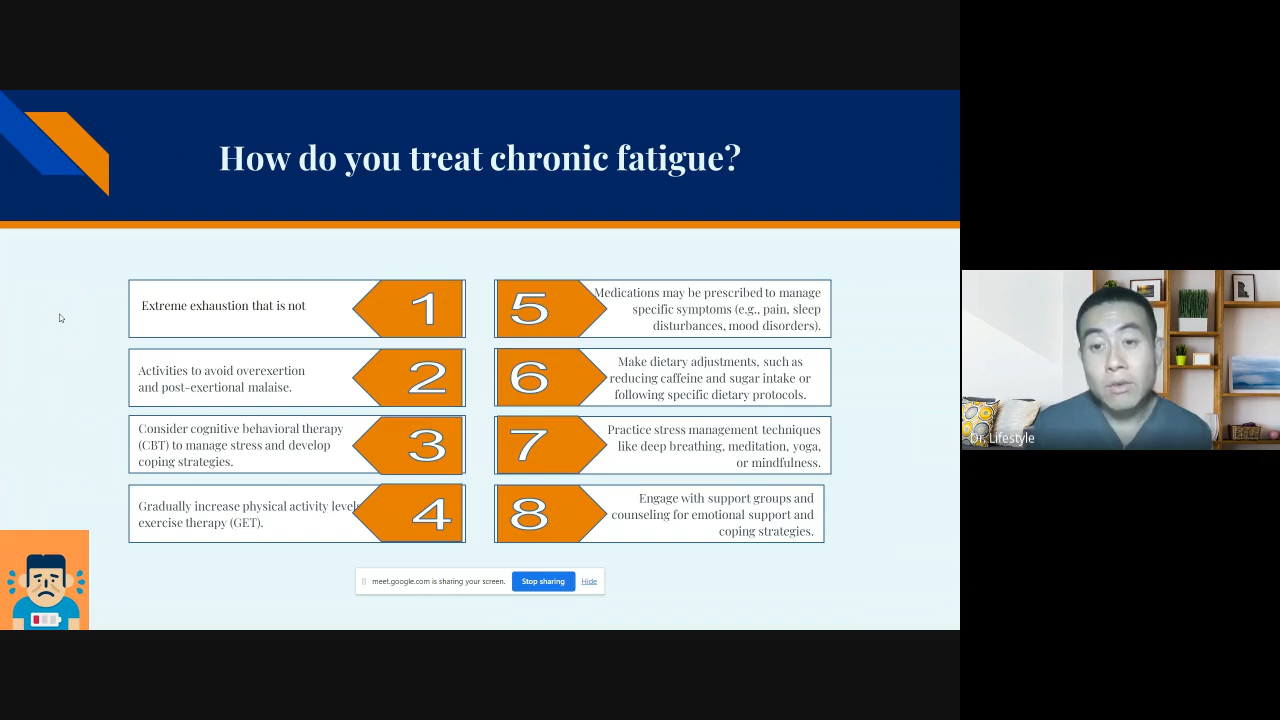 How do you treat chronic fatigue?
Extreme exhaustion that is not
1
Activities to avoid overexertion
and post-exertional malaise.
2
Consider cognitive behavioral therapy
(CBT) to manage stress and develop
coping strategies.
3
Gradually increase physical activity levels
exercise therapy (GET).
4
5
Medications may be prescribed to manage
specific symptoms (e.g., pain, sleep
disturbances, mood disorders).
6
Make dietary adjustments, such as
reducing caffeine and sugar intake or
following specific dietary protocols.
7
Practice stress management techniques
like deep breathing, meditation, yoga,
or mindfulness.
8
Engage with support groups and
counseling for emotional support and
coping strategies.
meet.google.com is sharing your screen. Stop sharing Hide
Dr. Lifestyle